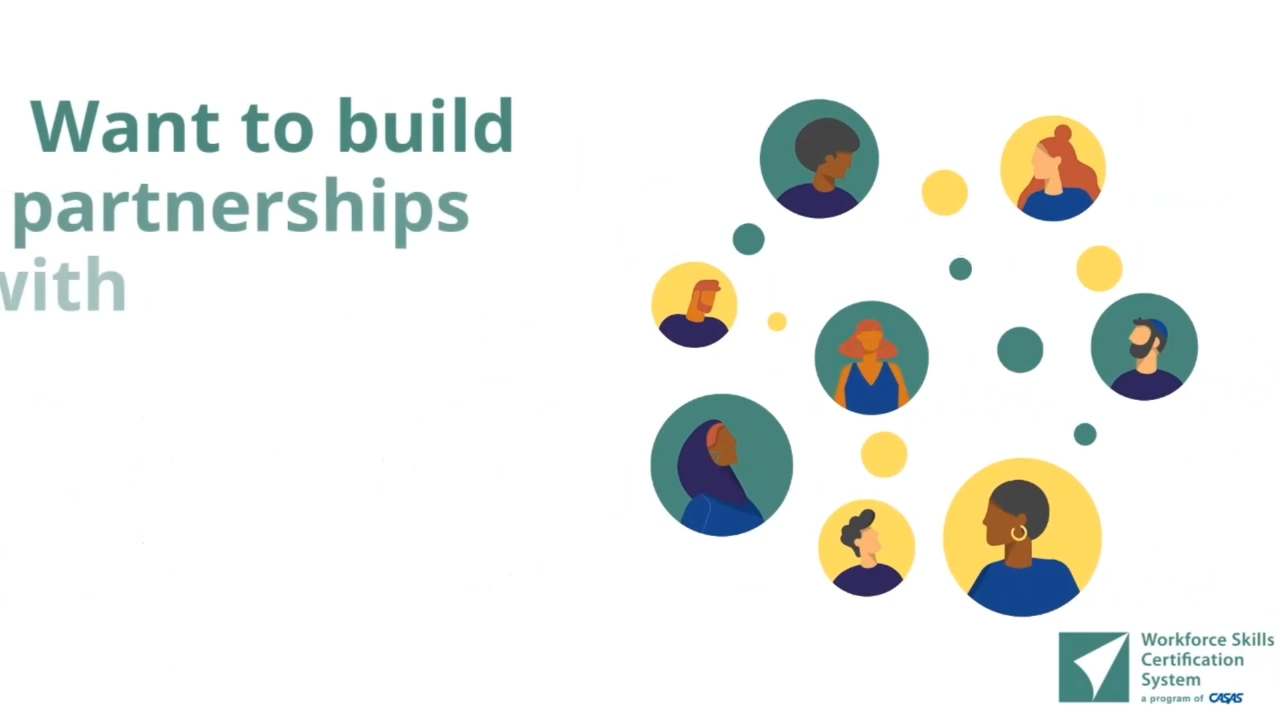 Want to build
partnerships
with
Workforce Skills
Certification
System
a program of CASAS